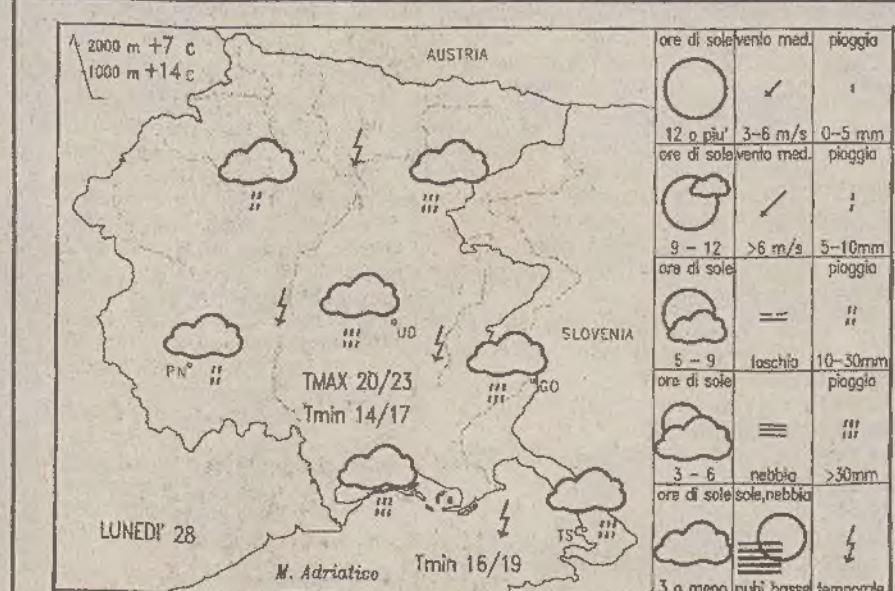 2000 m +7 c
1000 m +14 c
AUSTRIA
UD
SLOVENIA
PN
GO
TMAX 20/23
Tmin 14/17
LUNEDI' 28
TS
M. Adriatico
Tmin 16/19
ore di sole vento med. pioggia
12 o piu' 3-6 m/s 0-5 mm
ore di sole vento med. pioggia
9 - 12 >6 m/s 5-10mm
ore di sole pioggia
5 - 9 foschia 10-30mm
ore di sole pioggia
3 - 6 nebbia >30mm
ore di sole sole,nebbia
3 o meno nubi basse temporale